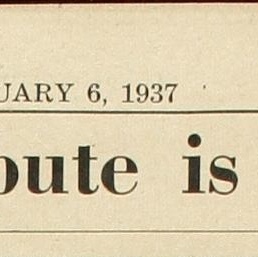 UARY 6, 1937
oute is